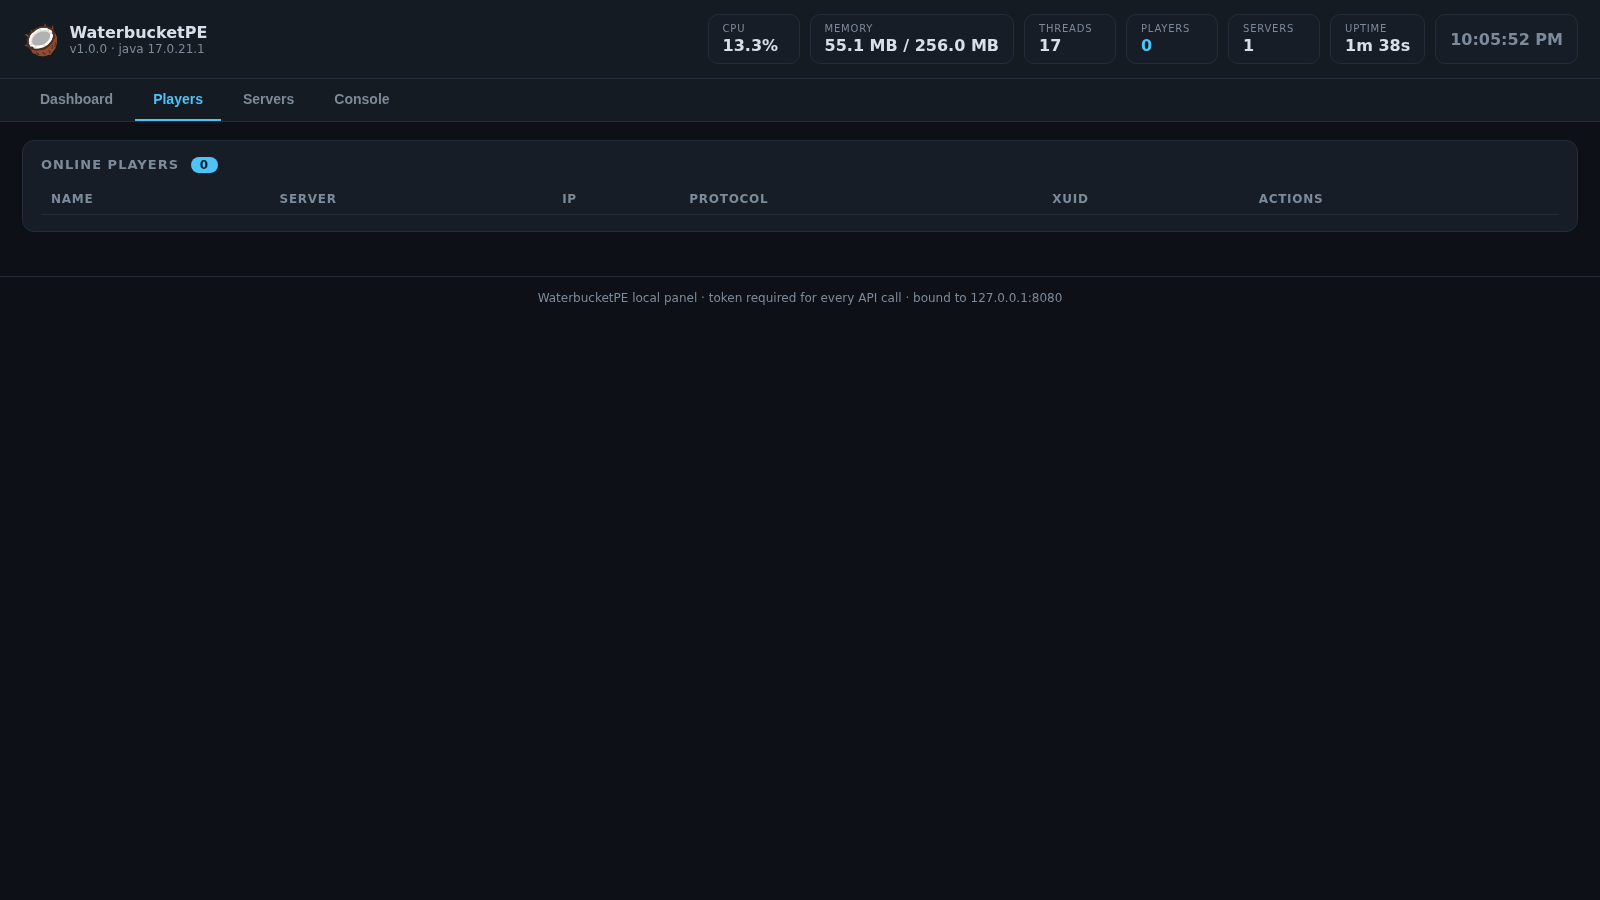 WaterbucketPE
v1.0.0 · java 17.0.21.1
CPU
13.3%
MEMORY
55.1 MB / 256.0 MB
THREADS
17
PLAYERS
0
SERVERS
1
UPTIME
1m 38s
10:05:52 PM
Dashboard Players Servers Console
ONLINE PLAYERS 0
NAME SERVER IP PROTOCOL XUID ACTIONS
WaterbucketPE local panel · token required for every API call · bound to 127.0.0.1:8080